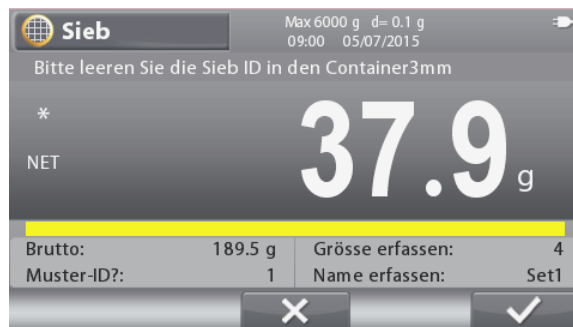 Sieb
Max 6000 g d= 0.1 g
09:00 05/07/2015
Bitte leeren Sie die Sieb ID in den Container3mm
*
37.9 g
NET
Brutto: 189.5 g Grösse erfassen: 4
Muster-ID?: 1 Name erfassen: Set1